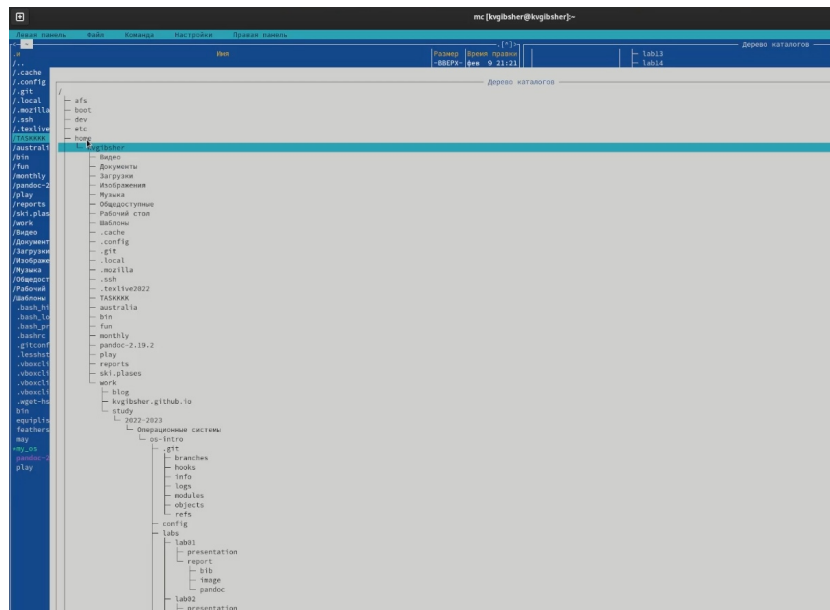 mc [kvgibsher@kvgibsher]:~
Левая панель Файл Команда Настройки Правая панель
.[^]>
Дерево каталогов
.и Имя Размер Время правки
lab13
/.. -ВВЕРХ- фев 9 21:21
lab14
/.cache
/.config
/.git
/.local
/.mozilla
/.ssh
/.texlive
/TASKKKK
/australi
/bin
/fun
/monthly
/pandoc-2
/play
/reports
/ski.plas
/work
/Видео
/Документ
/Загрузки
/Изображе
/Музыка
/Общедост
/Рабочий
/Шаблоны
.bash_hi
.bash_lo
.bash_pr
.bashrc
.gitconf
.lesshst
.vboxcli
.vboxcli
.vboxcli
.vboxcli
.wget-hs
bin
equiplis
feathers
may
*my_os
pandoc-2
play
Дерево каталогов
/
afs
boot
dev
etc
home
kvgibsher
Видео
Документы
Загрузки
Изображения
Музыка
Общедоступные
Рабочий стол
Шаблоны
.cache
.config
.git
.local
.mozilla
.ssh
.texlive2022
TASKKKK
australia
bin
fun
monthly
pandoc-2.19.2
play
reports
ski.plases
work
blog
kvgibsher.github.io
study
2022-2023
Операционные системы
os-intro
.git
branches
hooks
info
logs
modules
objects
refs
config
labs
lab01
presentation
report
bib
image
pandoc
lab02
presentation